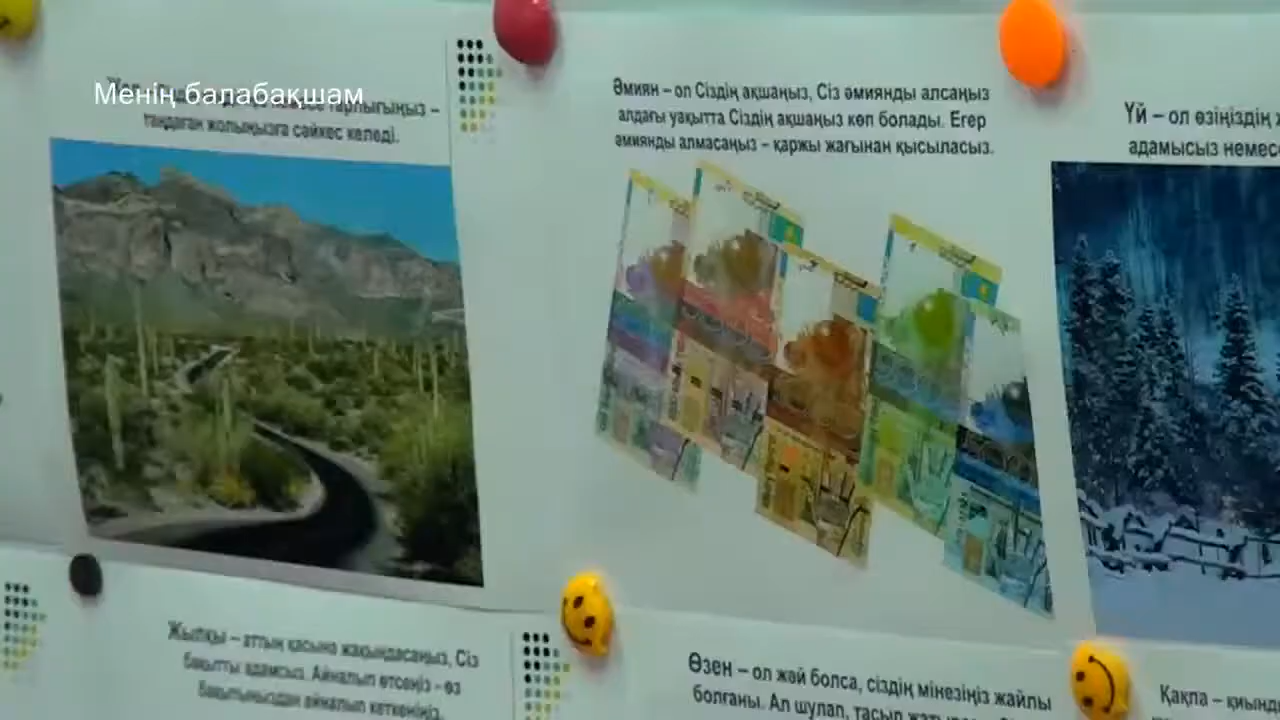 Менің балабақшам
таңдаған жолыңызға сәйкес келеді.
Әмиян – ол Сіздің ақшаңыз, Сіз әмиянды алсаңыз
алдағы уақытта Сіздің ақшаңыз көп болады. Егер
әмиянды алмасаңыз – қаржы жағынан қысыласыз.
Үй – ол өзіңіздің
адамысыз немесе
Жылқы – аттың қасына жақындасаңыз, Сіз
бақытты адамсыз. Айналып өтсеңіз - өз
бақытыңыздан айналып кеткеніңіз.
Өзен – ол жәй болса, сіздің мінезіңіз жайлы
болғаны. Ал шулап, тасып
Қақпа –